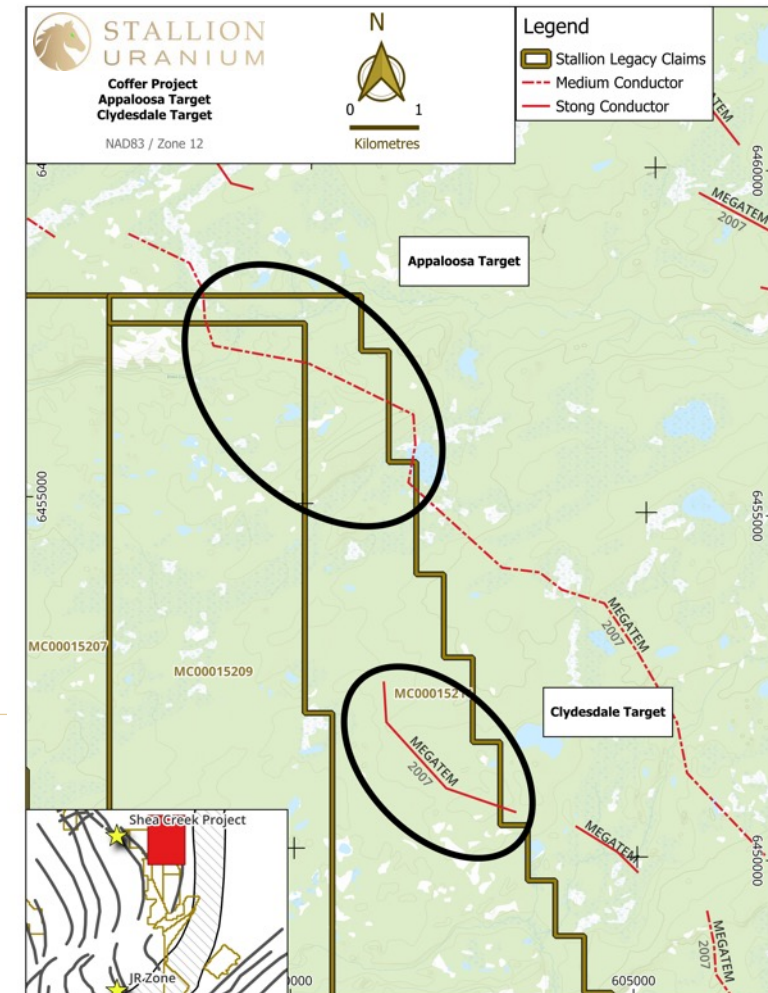 STALLION
URANIUM
Coffer Project
Appaloosa Target
Clydesdale Target
NAD83 / Zone 12
N
0 1
Kilometres
Legend
Stallion Legacy Claims
Medium Conductor
Stong Conductor
6460000
MEGATEM
2007
Appaloosa Target
6455000
6455000
MEGATEM
2007
MC00015207
MC00015209
Clydesdale Target
MEGATEM
2007
MEGATEM
6450000
MEGATEM
2007
Shea Creek Project
JR Zone
605000